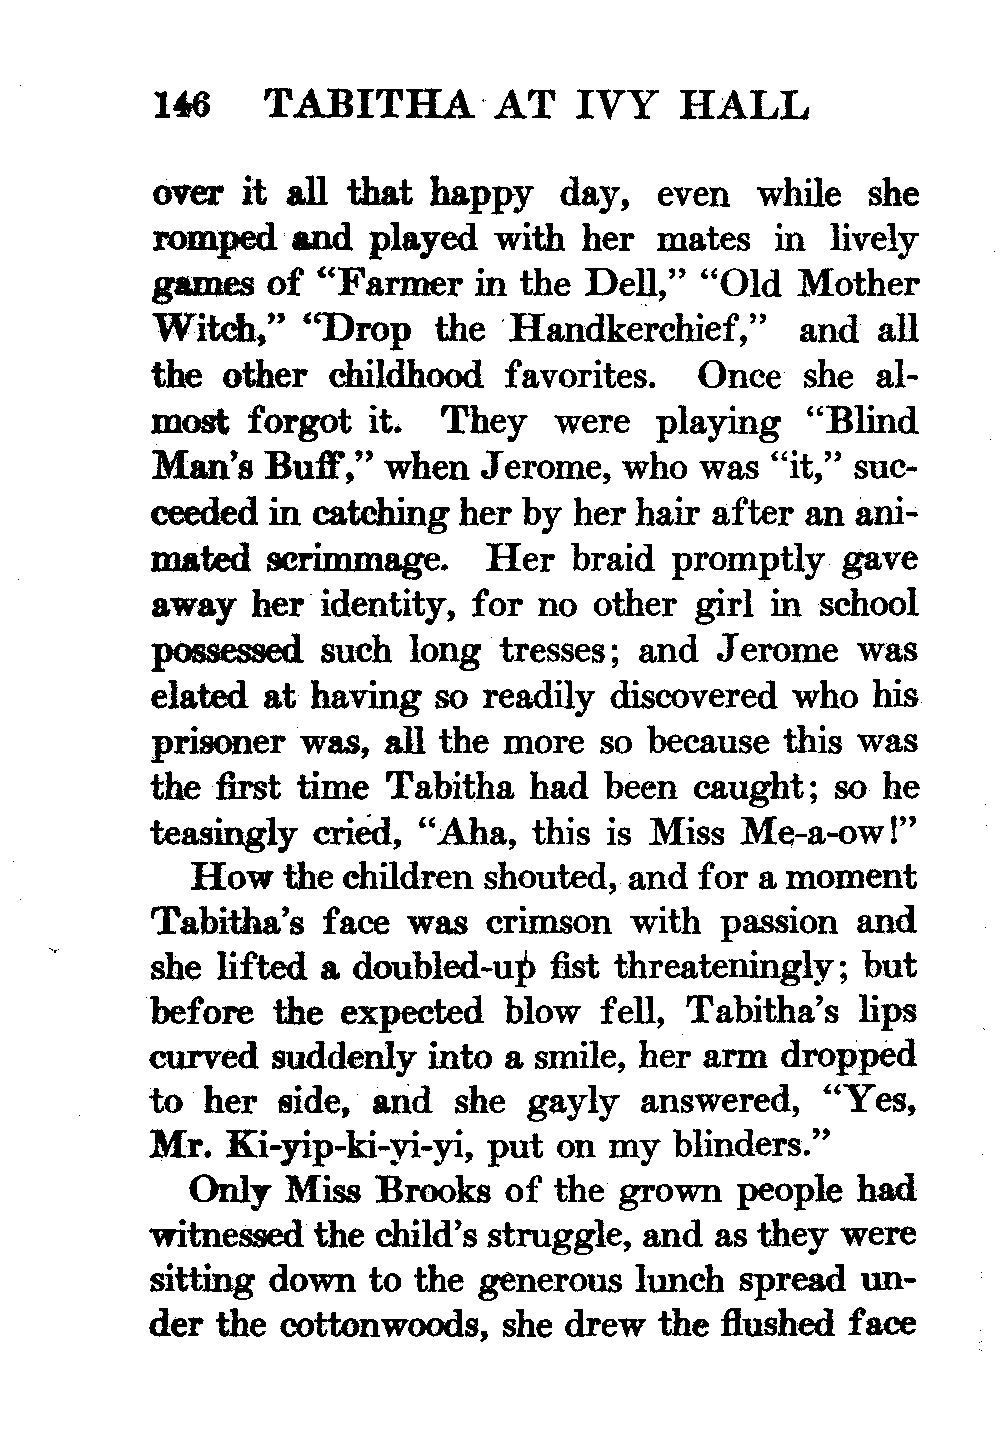 146 TABITHA AT IVY HALL
over it all that happy day, even while she
romped and played with her mates in lively
games of “Farmer in the Dell,” “Old Mother
Witch,” “Drop the Handkerchief,” and all
the other childhood favorites. Once she al-
most forgot it. They were playing “Blind
Man’s Buff,” when Jerome, who was “it,” suc-
ceeded in catching her by her hair after an ani-
mated scrimmage. Her braid promptly gave
away her identity, for no other girl in school
possessed such long tresses; and Jerome was
elated at having so readily discovered who his
prisoner was, all the more so because this was
the first time Tabitha had been caught; so he
teasingly cried, “Aha, this is Miss Me-a-ow!”
How the children shouted, and for a moment
Tabitha’s face was crimson with passion and
she lifted a doubled-up fist threateningly; but
before the expected blow fell, Tabitha’s lips
curved suddenly into a smile, her arm dropped
to her side, and she gayly answered, “Yes,
Mr. Ki-yip-ki-yi-yi, put on my blinders.”
Only Miss Brooks of the grown people had
witnessed the child’s struggle, and as they were
sitting down to the generous lunch spread un-
der the cottonwoods, she drew the flushed face